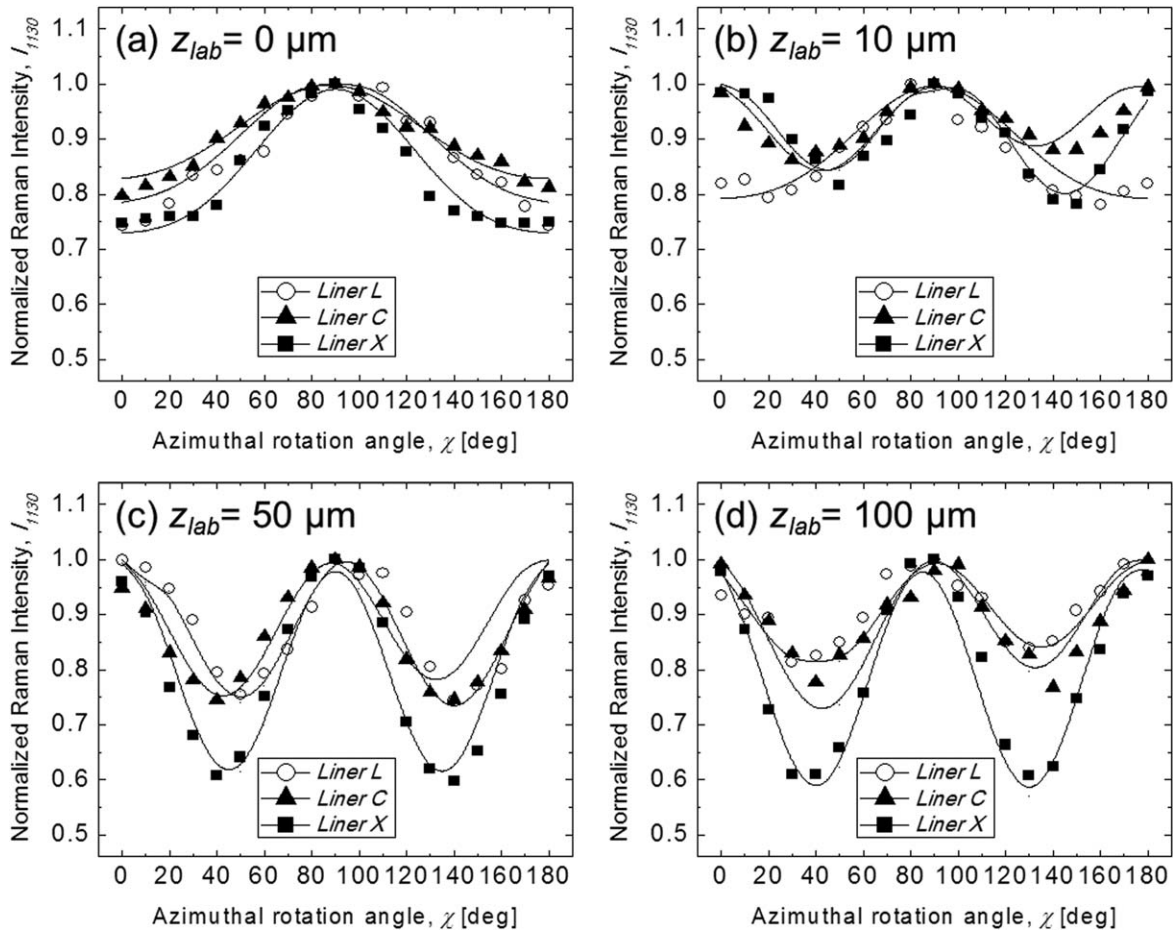 (a) z_lab= 0 µm
Normalized Raman Intensity, I_1130
1.1
1.0
0.9
0.8
0.7
0.6
0.5
Liner L
Liner C
Liner X
0 20 40 60 80 100 120 140 160 180
Azimuthal rotation angle, χ [deg]
(b) z_lab= 10 µm
Normalized Raman Intensity, I_1130
1.1
1.0
0.9
0.8
0.7
0.6
0.5
Liner L
Liner C
Liner X
0 20 40 60 80 100 120 140 160 180
Azimuthal rotation angle, χ [deg]
(c) z_lab= 50 µm
Normalized Raman Intensity, I_1130
1.1
1.0
0.9
0.8
0.7
0.6
0.5
Liner L
Liner C
Liner X
0 20 40 60 80 100 120 140 160 180
Azimuthal rotation angle, χ [deg]
(d) z_lab= 100 µm
Normalized Raman Intensity, I_1130
1.1
1.0
0.9
0.8
0.7
0.6
0.5
Liner L
Liner C
Liner X
0 20 40 60 80 100 120 140 160 180
Azimuthal rotation angle, χ [deg]